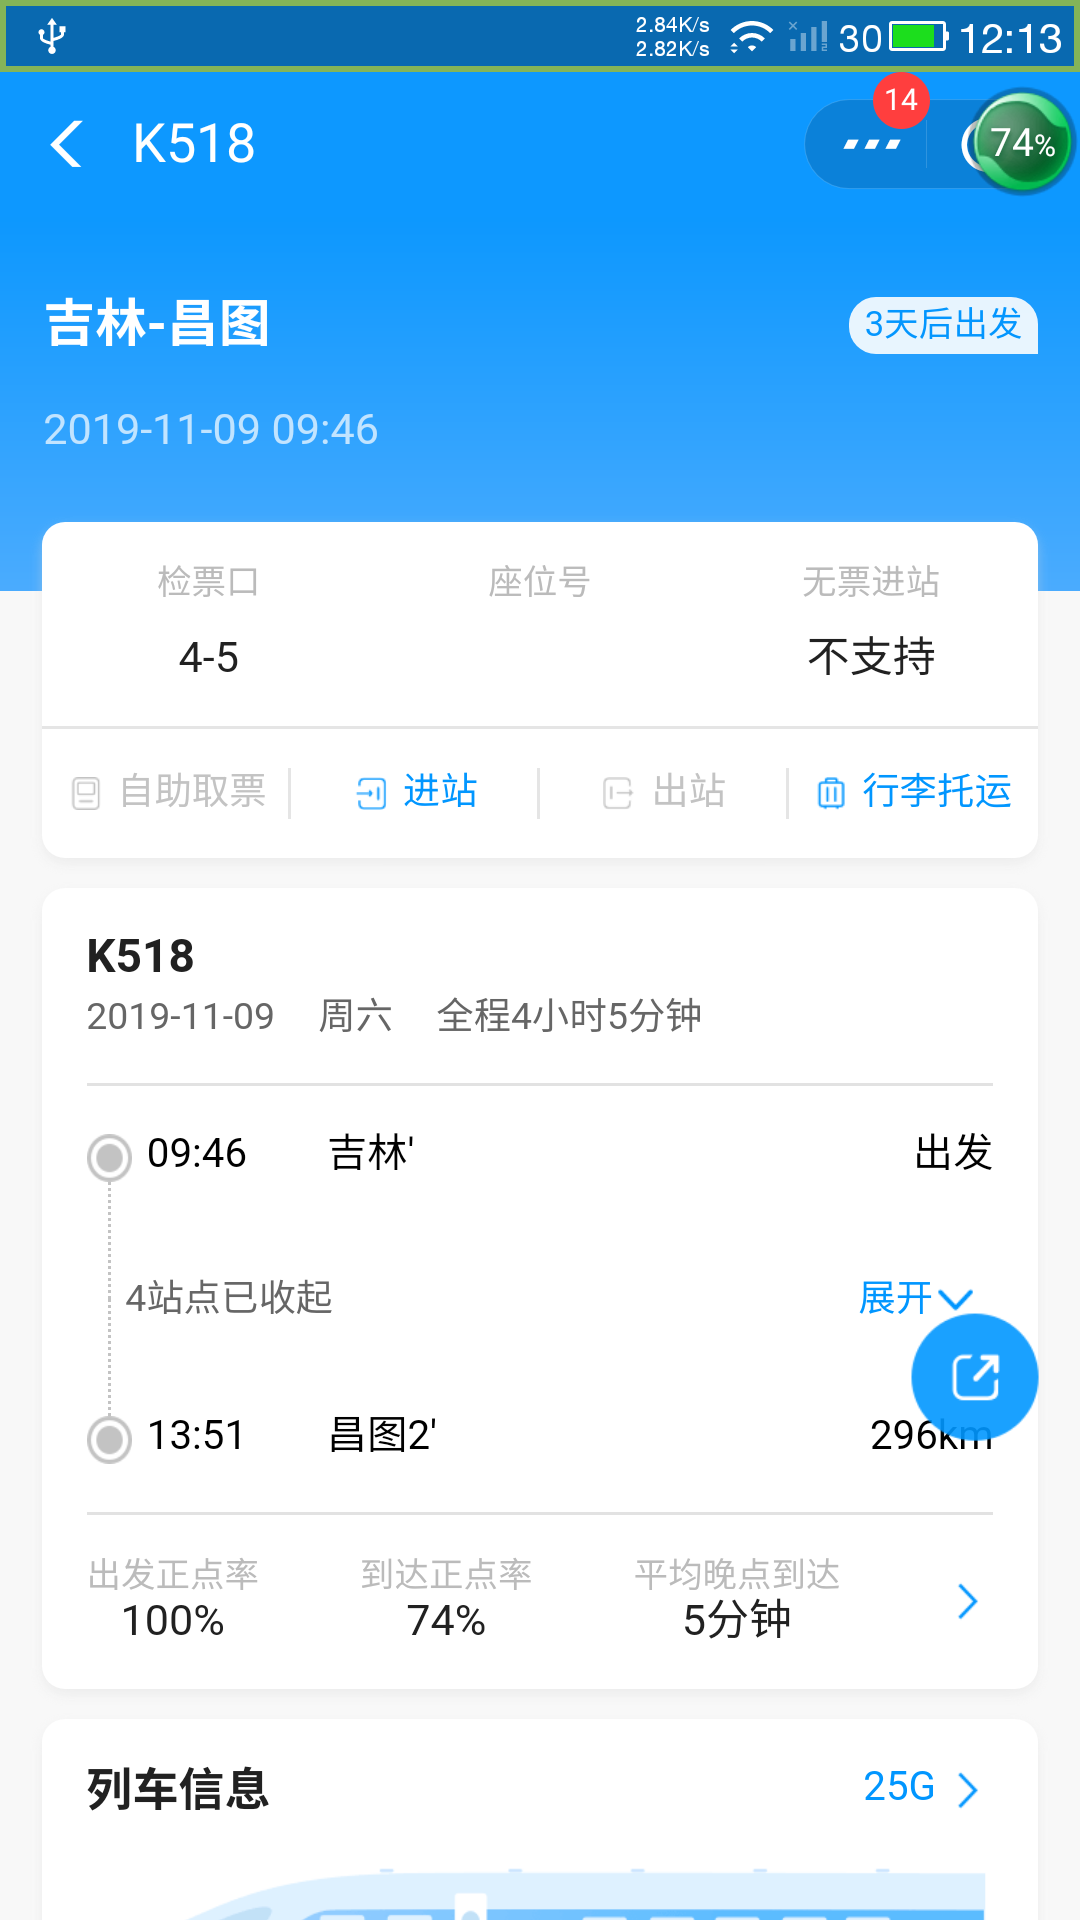 2.84K/s
2.82K/s
30
12:13
14
K518
74%
吉林-昌图
3天后出发
2019-11-09 09:46
检票口
座位号
无票进站
4-5
不支持
自助取票
进站
出站
行李托运
K518
2019-11-09 周六 全程4小时5分钟
09:46 吉林' 出发
4站点已收起 展开
13:51 昌图2' 296km
出发正点率 到达正点率 平均晚点到达
100% 74% 5分钟
列车信息 25G